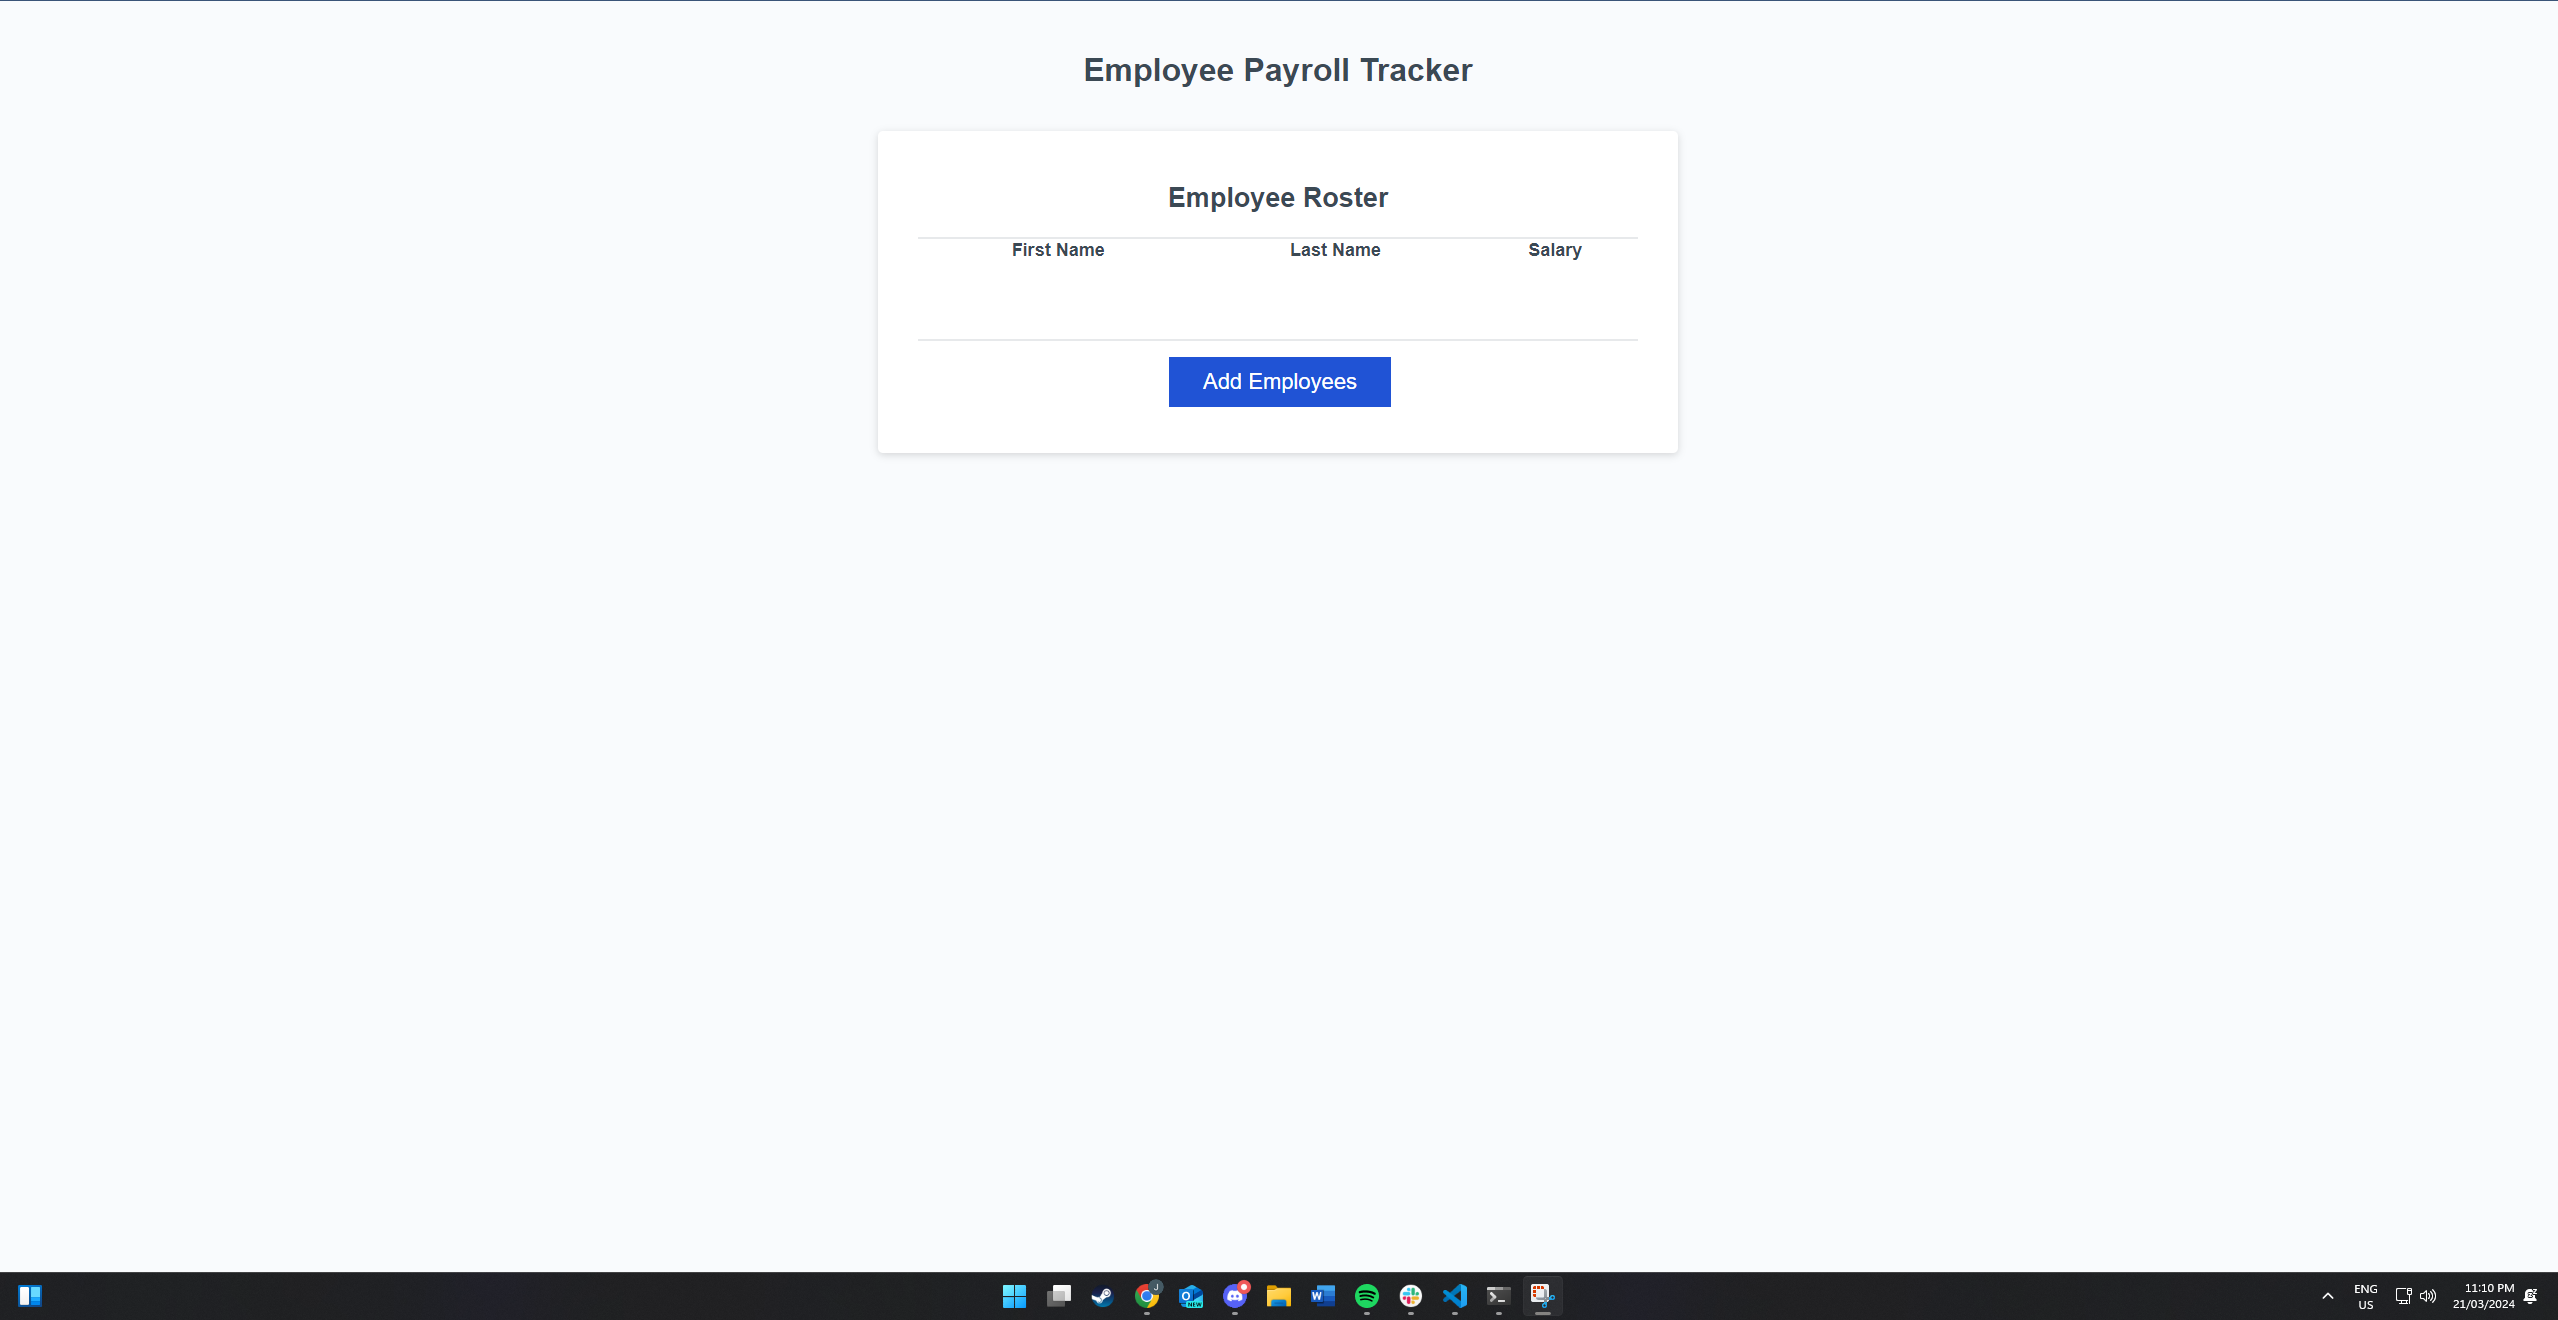 Employee Payroll Tracker
Employee Roster
First Name Last Name Salary
Add Employees
ENG
US
11:10 PM
21/03/2024